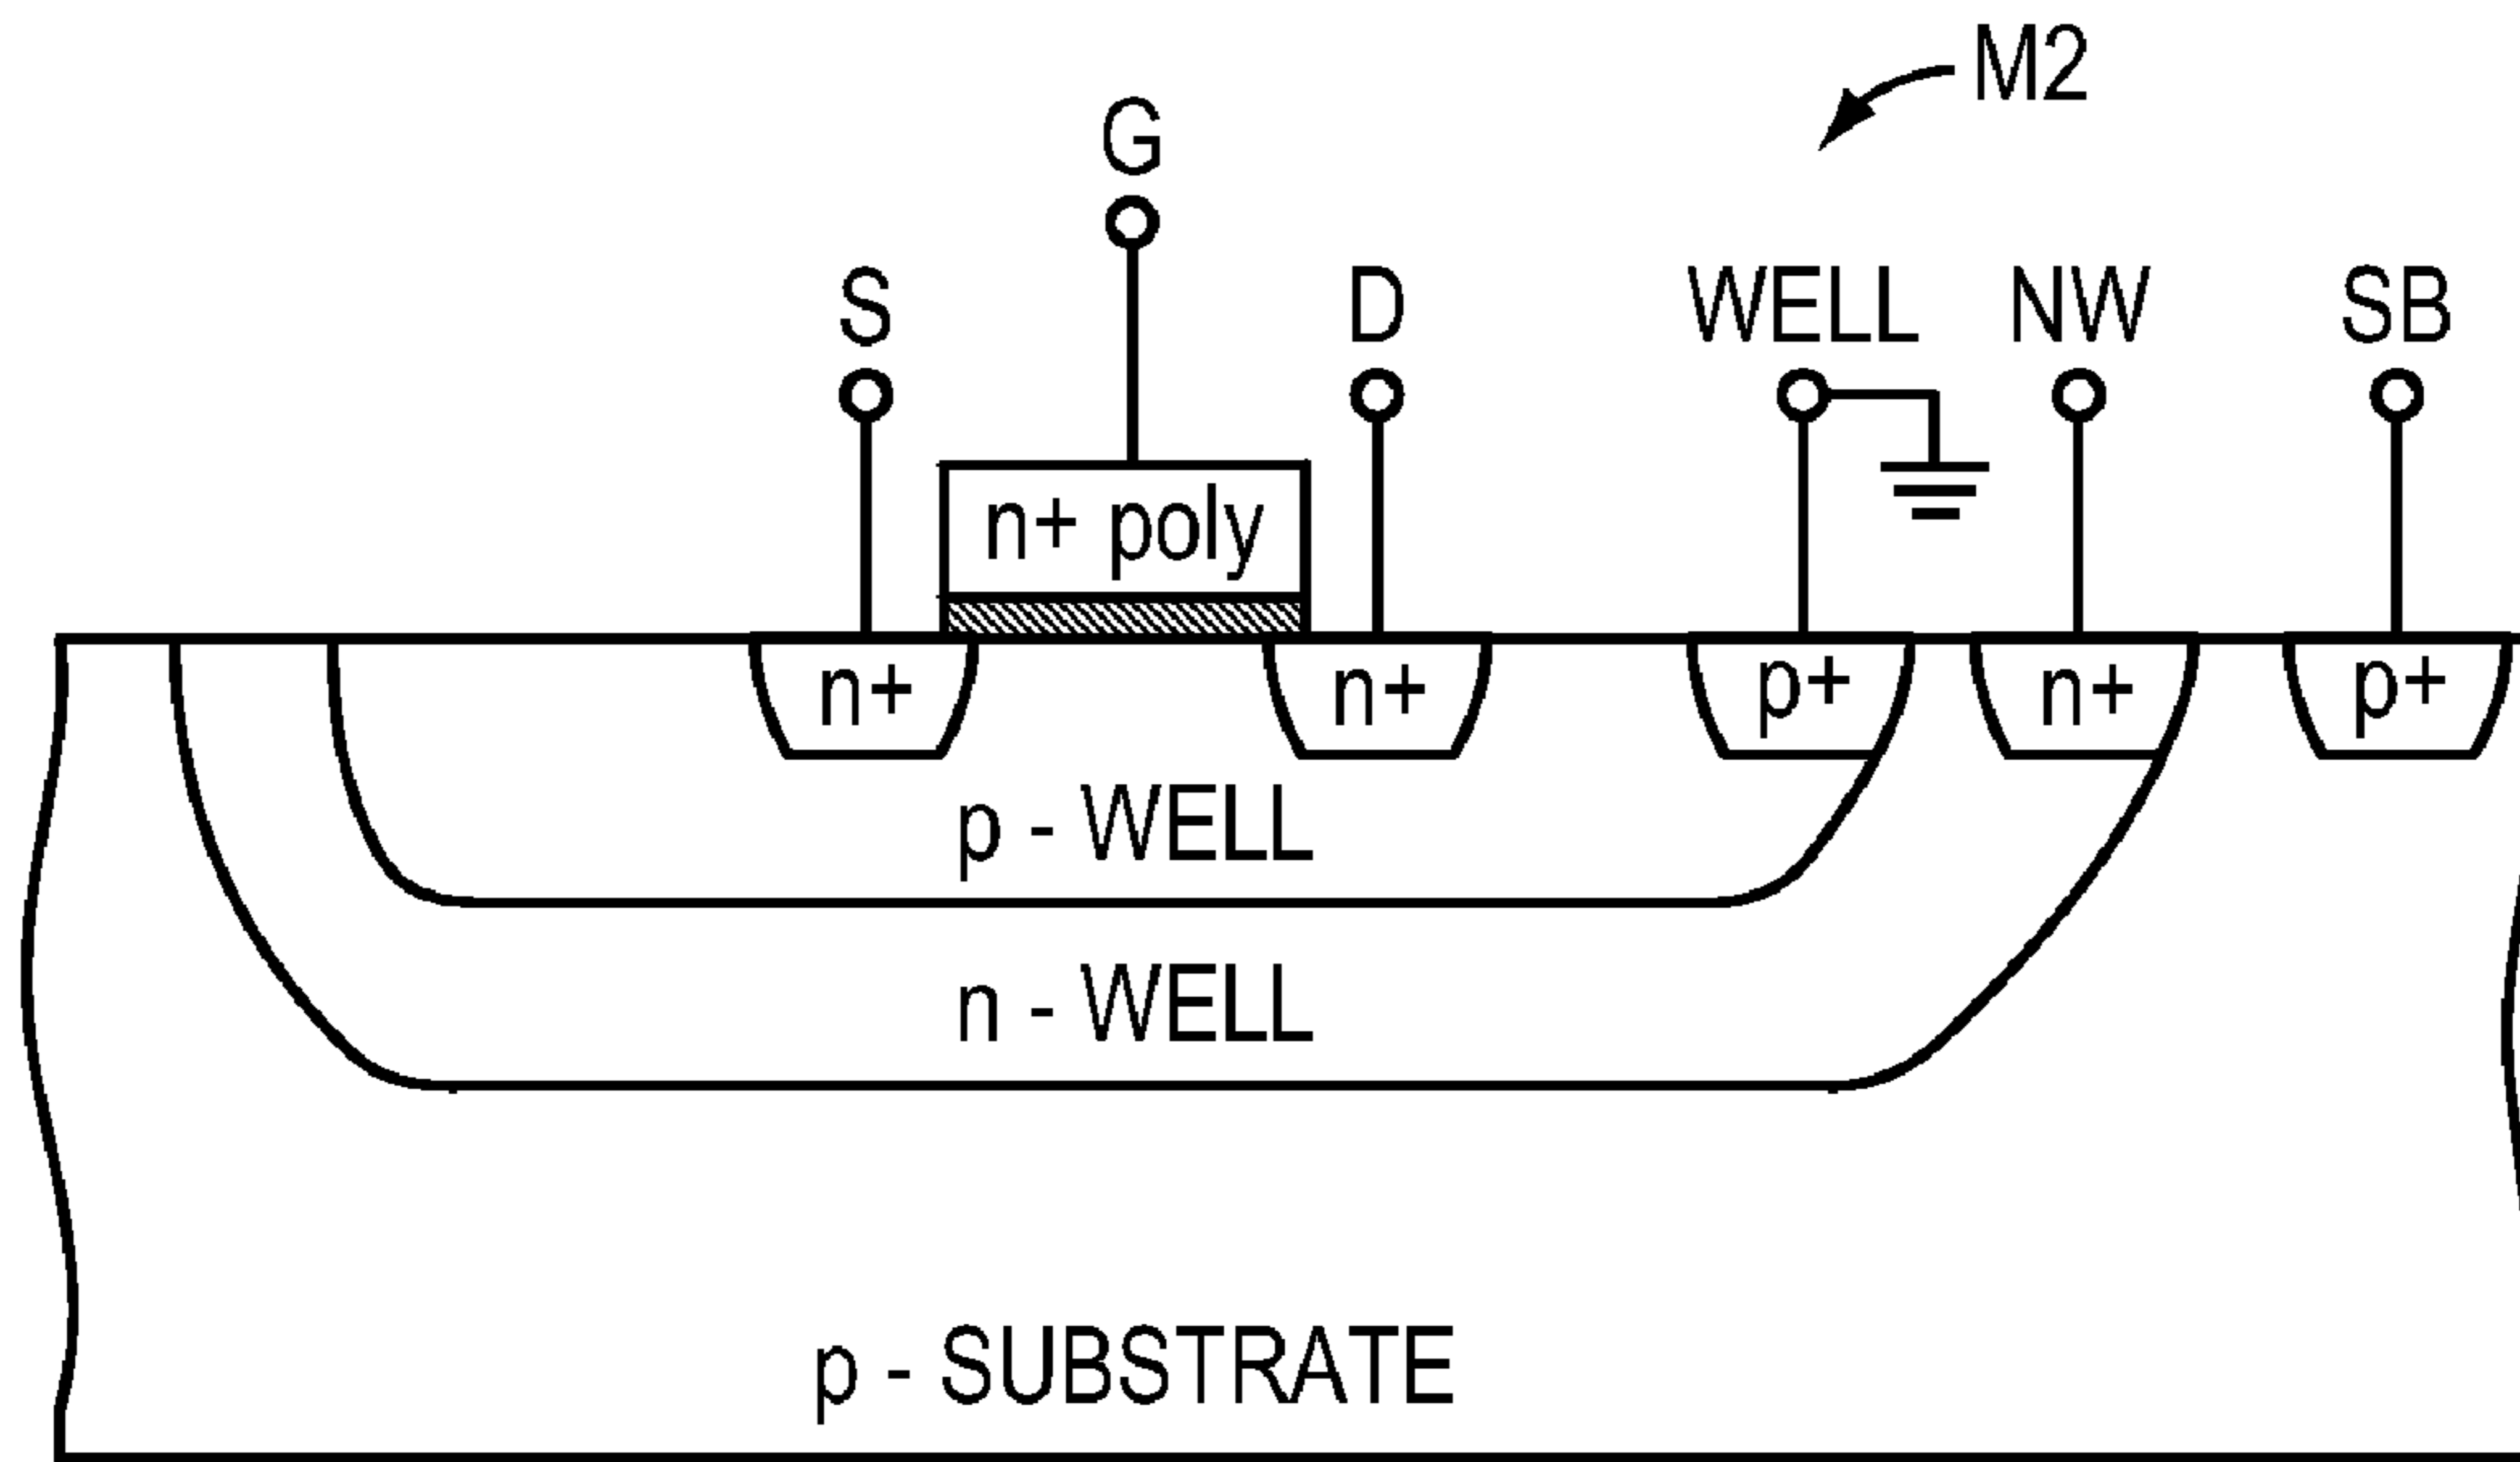 M2
G
S D WELL NW SB
n+ poly
n+ n+ p+ n+ p+
p - WELL
n - WELL
p - SUBSTRATE